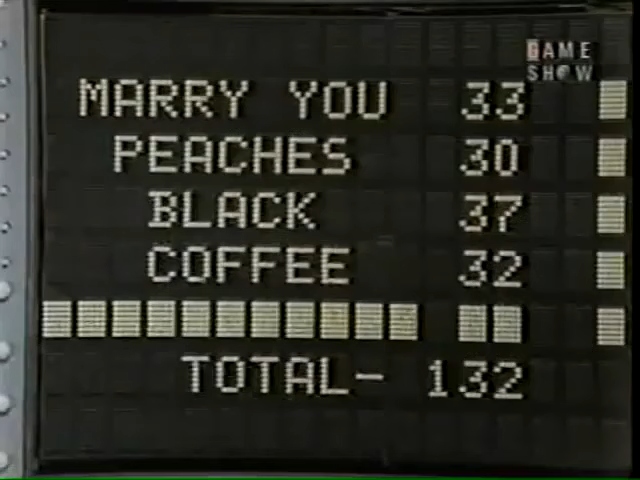 GAME
SHOW
MARRY YOU 33
PEACHES 30
BLACK 37
COFFEE 32
TOTAL- 132